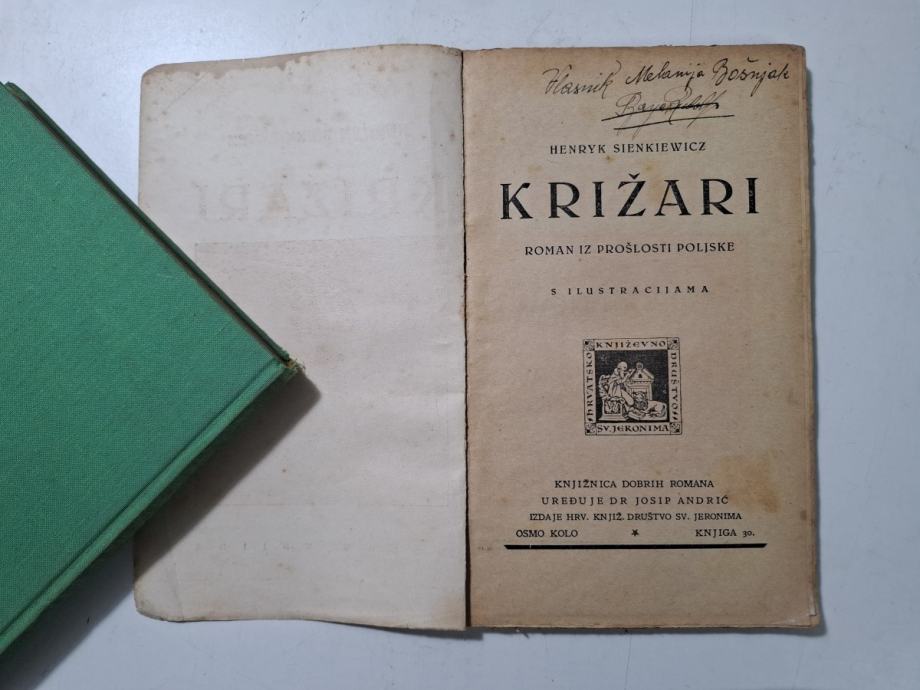 Vlasnik Melanija Bošnjak
HENRYK SIENKIEWICZ
KRIŽARI
ROMAN IZ PROŠLOSTI POLJSKE
S ILUSTRACIJAMA
HRVATSKO
KNJIŽEVNO
DRUŠTVO
SV. JERONIMA
KNJIŽNICA DOBRIH ROMANA
UREĐUJE DR JOSIP ANDRIĆ
IZDAJE HRV. KNJIŽ. DRUŠTVO SV. JERONIMA
OSMO KOLO * KNJIGA 30.